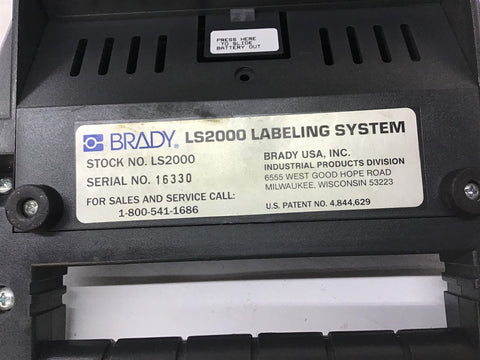 PRESS HERE
TO SLIDE
BATTERY OUT
BRADY® LS2000 LABELING SYSTEM
STOCK NO. LS2000
SERIAL NO. 16330
FOR SALES AND SERVICE CALL:
1-800-541-1686
BRADY USA, INC.
INDUSTRIAL PRODUCTS DIVISION
6555 WEST GOOD HOPE ROAD
MILWAUKEE, WISCONSIN 53223
U.S. PATENT NO. 4,844,629